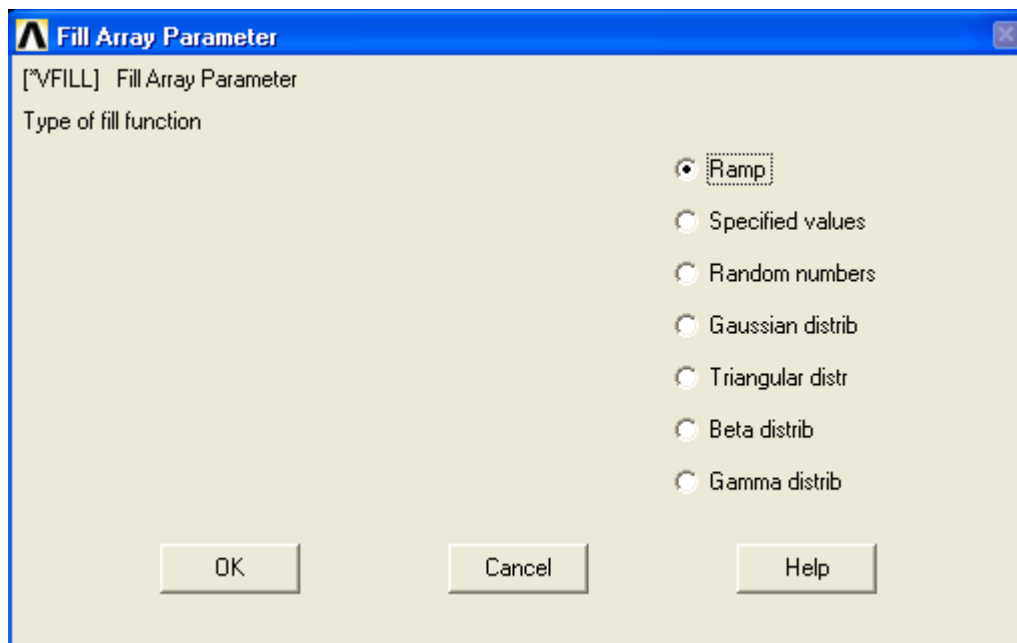 Fill Array Parameter
[*VFILL] Fill Array Parameter
Type of fill function
Ramp
Specified values
Random numbers
Gaussian distrib
Triangular distr
Beta distrib
Gamma distrib
OK Cancel Help